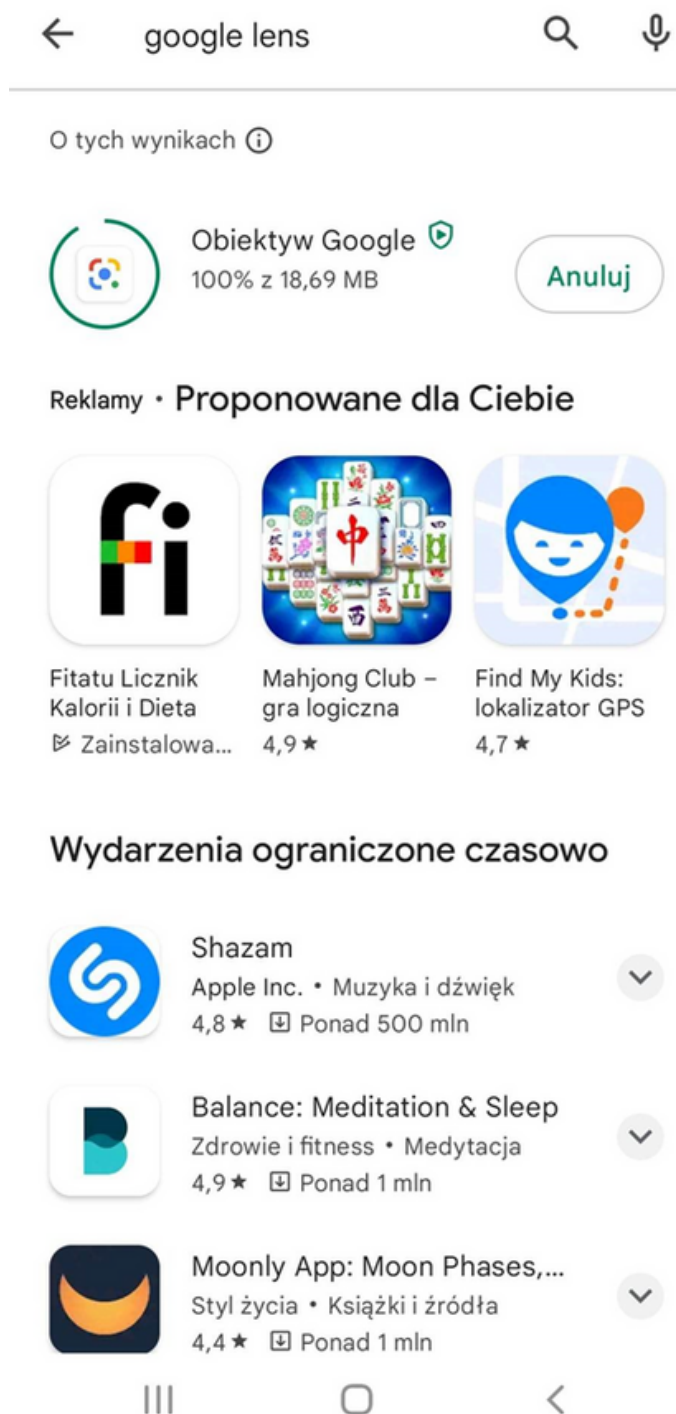 google lens
O tych wynikach
Obiektyw Google
100% z 18,69 MB
Anuluj
Reklamy • Proponowane dla Ciebie
fi
中
西
Fitatu Licznik
Kalorii i Dieta
Zainstalowa...
Mahjong Club –
gra logiczna
4,9★
Find My Kids:
lokalizator GPS
4,7★
Wydarzenia ograniczone czasowo
Shazam
Apple Inc. • Muzyka i dźwięk
4,8★ Ponad 500 mln
Balance: Meditation & Sleep
Zdrowie i fitness • Medytacja
4,9★ Ponad 1 mln
Moonly App: Moon Phases,...
Styl życia • Książki i źródła
4,4★ Ponad 1 mln